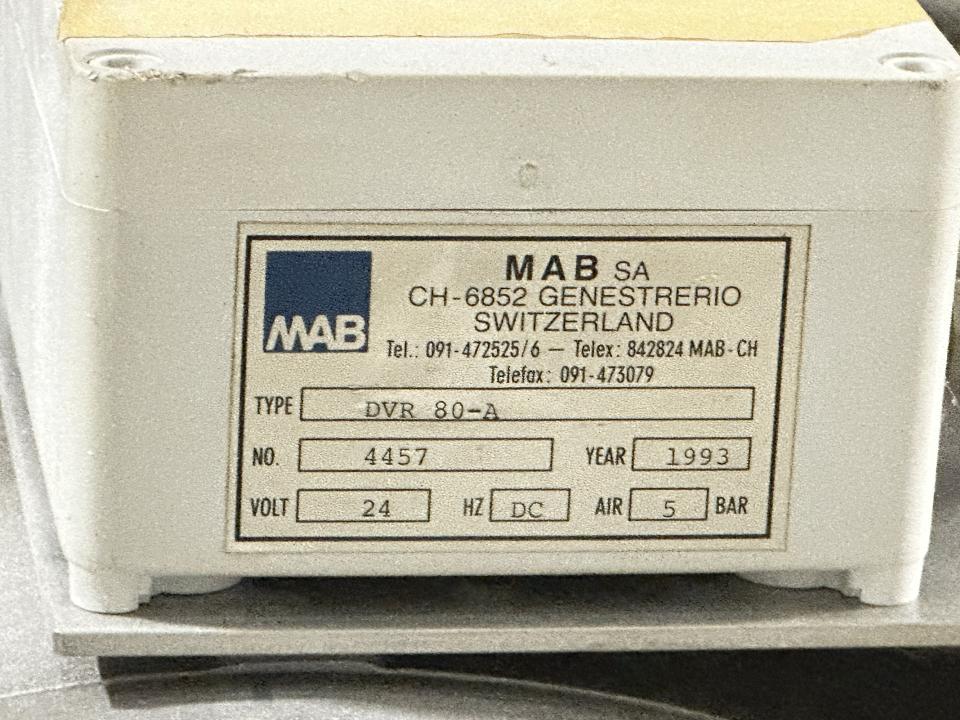 MAB
MAB SA
CH-6852 GENESTRERIO
SWITZERLAND
Tel.: 091-472525/6 — Telex: 842824 MAB-CH
Telefax: 091-473079
TYPE DVR 80-A
NO. 4457 YEAR 1993
VOLT 24 HZ DC AIR 5 BAR